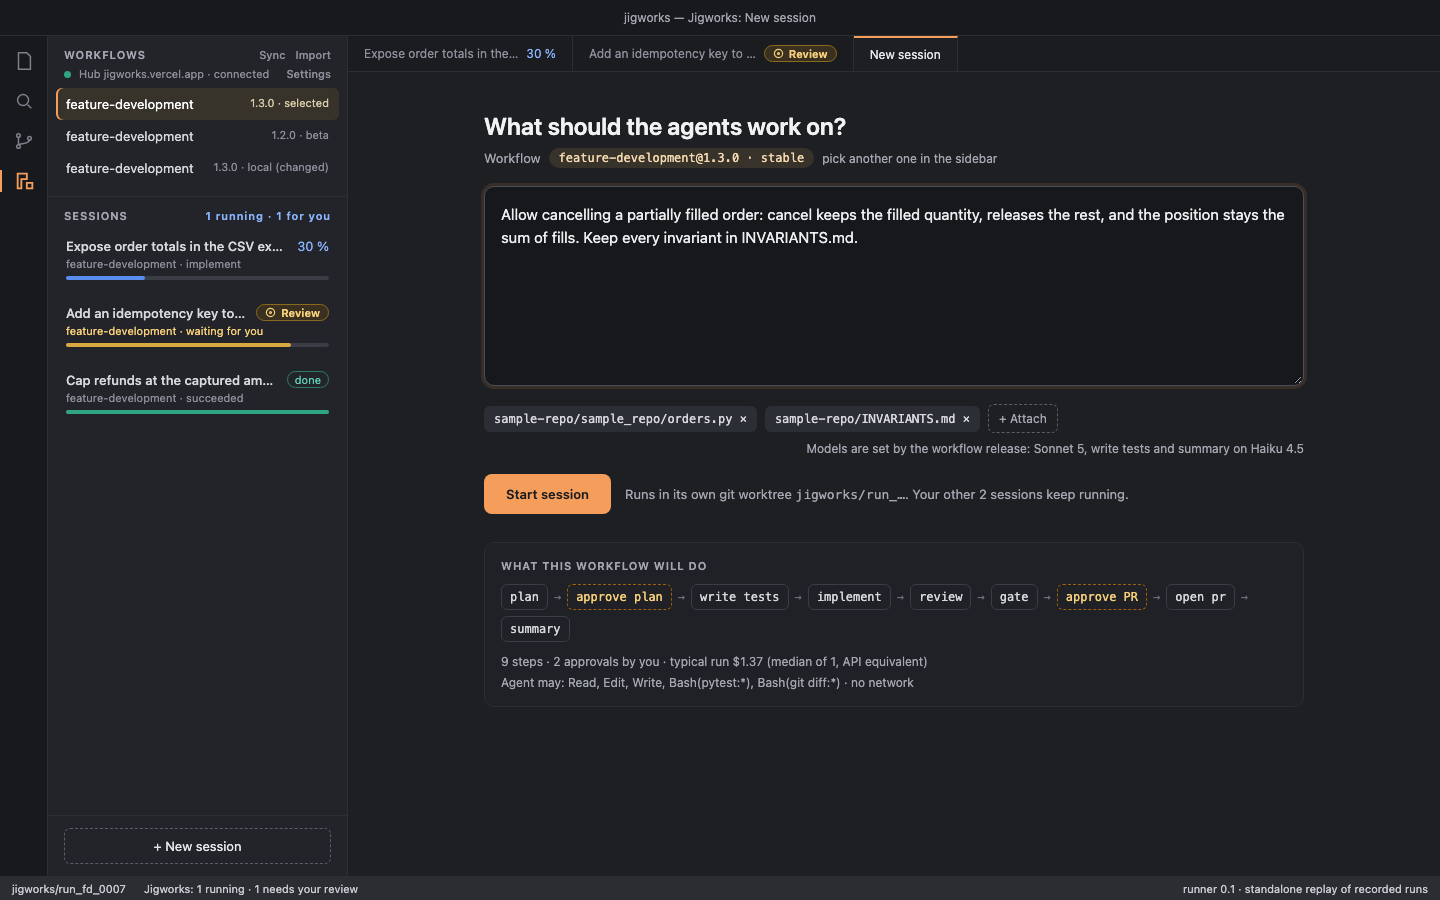 jigworks — Jigworks: New session
WORKFLOWS Sync Import
Hub jigworks.vercel.app · connected Settings
feature-development 1.3.0 · selected
feature-development 1.2.0 · beta
feature-development 1.3.0 · local (changed)
SESSIONS 1 running · 1 for you
Expose order totals in the CSV ex... 30 %
feature-development · implement
Add an idempotency key to... Review
feature-development · waiting for you
Cap refunds at the captured am... done
feature-development · succeeded
+ New session
Expose order totals in the... 30 % Add an idempotency key to ... Review New session
What should the agents work on?
Workflow feature-development@1.3.0 · stable pick another one in the sidebar
Allow cancelling a partially filled order: cancel keeps the filled quantity, releases the rest, and the position stays the
sum of fills. Keep every invariant in INVARIANTS.md.
sample-repo/sample_repo/orders.py × sample-repo/INVARIANTS.md × + Attach
Models are set by the workflow release: Sonnet 5, write tests and summary on Haiku 4.5
Start session Runs in its own git worktree jigworks/run_…. Your other 2 sessions keep running.
WHAT THIS WORKFLOW WILL DO
plan → approve plan → write tests → implement → review → gate → approve PR → open pr →
summary
9 steps · 2 approvals by you · typical run $1.37 (median of 1, API equivalent)
Agent may: Read, Edit, Write, Bash(pytest:*), Bash(git diff:*) · no network
jigworks/run_fd_0007 Jigworks: 1 running · 1 needs your review runner 0.1 · standalone replay of recorded runs